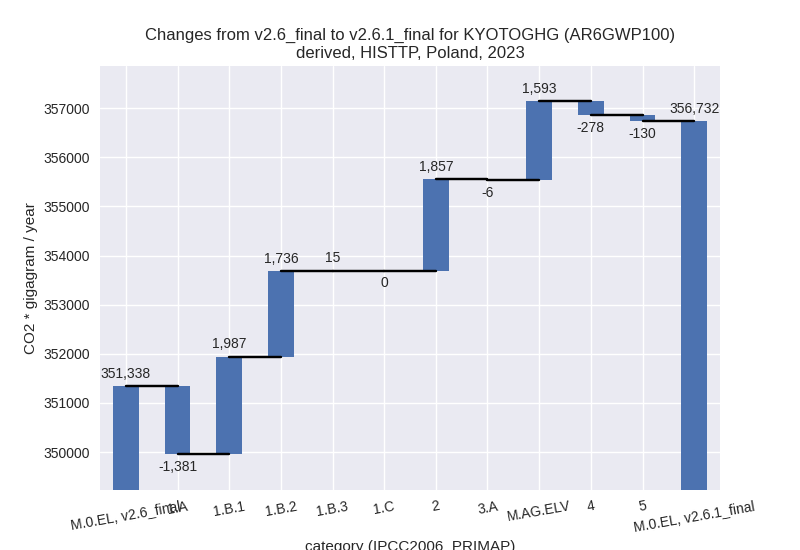 Changes from v2.6_final to v2.6.1_final for KYOTOGHG (AR6GWP100)
derived, HISTTP, Poland, 2023
CO2 * gigagram / year
357000
356000
355000
354000
353000
352000
351000
350000
351,338
-1,381
1,987
1,736
15
0
1,857
-6
1,593
-278
-130
356,732
M.0.EL, v2.6_final
1.A
1.B.1
1.B.2
1.B.3
1.C
2
3.A
M.AG.ELV
4
5
M.0.EL, v2.6.1_final
category (IPCC2006_PRIMAP)